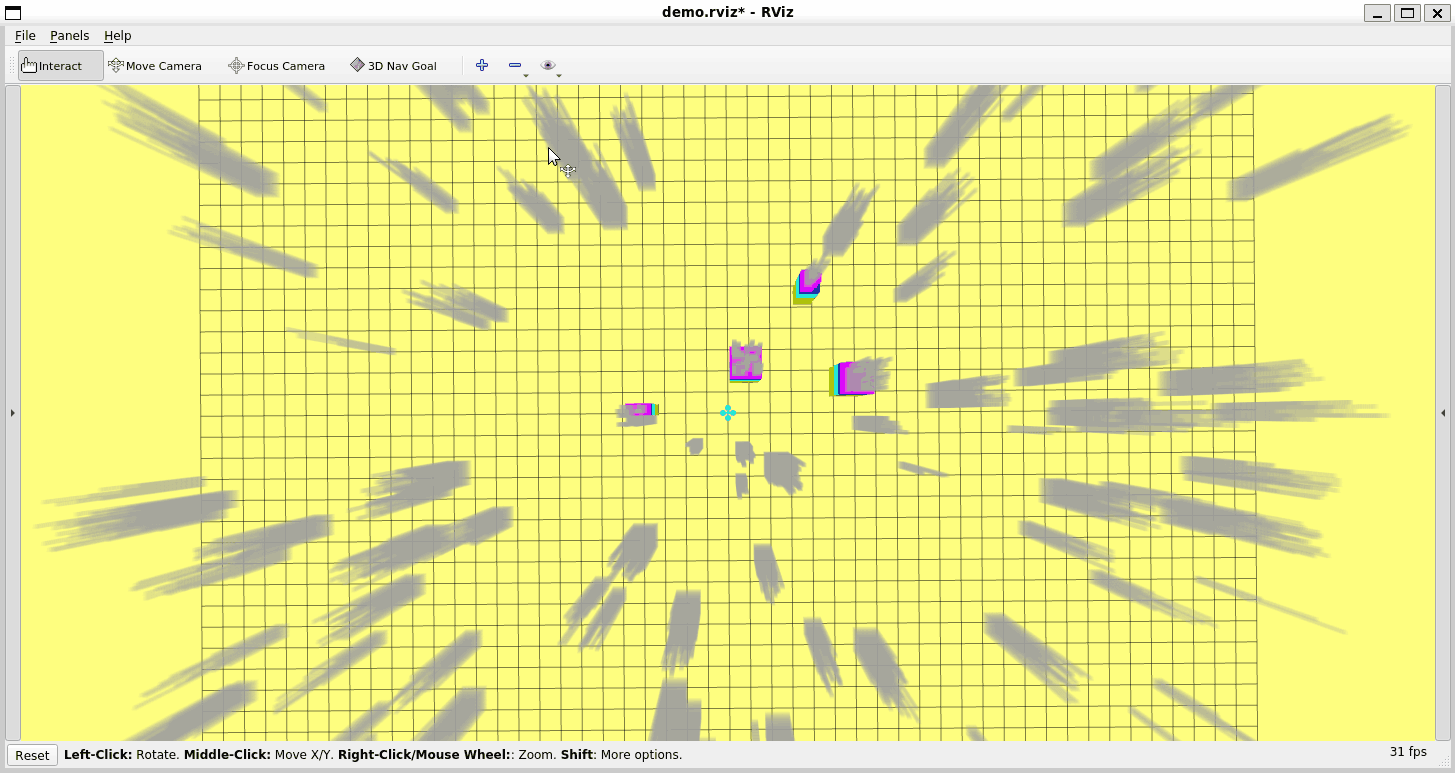 demo.rviz* - RViz
File Panels Help
Interact Move Camera Focus Camera 3D Nav Goal
Reset Left-Click: Rotate. Middle-Click: Move X/Y. Right-Click/Mouse Wheel:: Zoom. Shift: More options. 31 fps